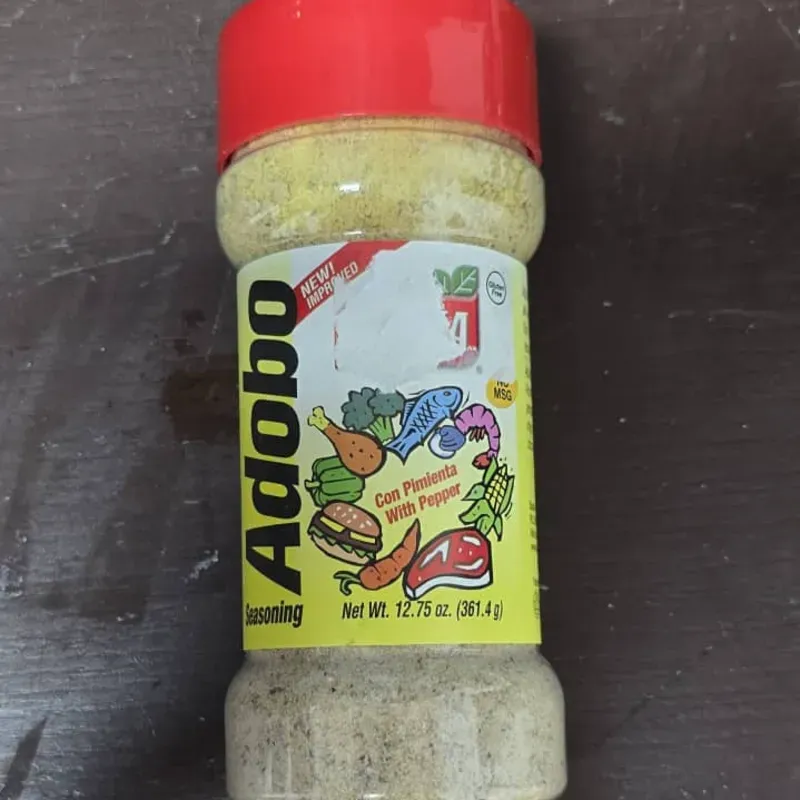 NEW!
IMPROVED
Gluten
Free
NO
MSG
Adobo
Con Pimienta
With Pepper
Seasoning
Net Wt. 12.75 oz. (361.4 g)